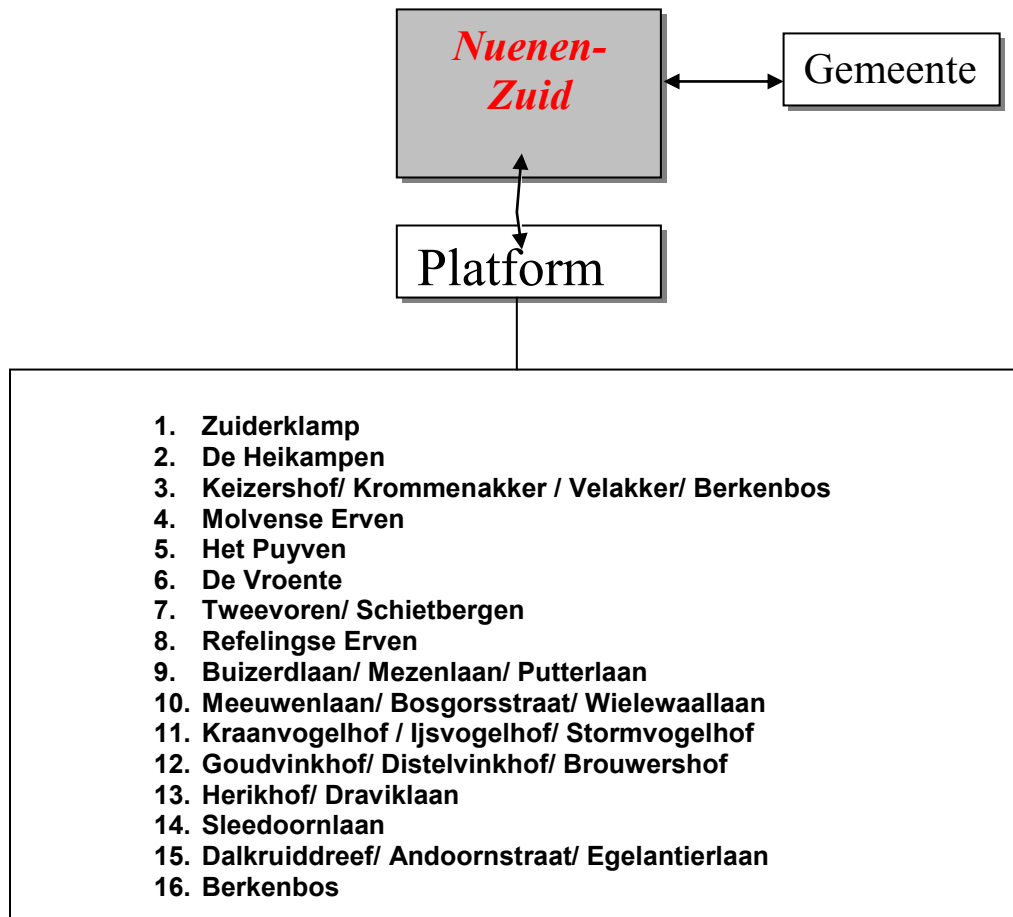 Nuenen-
Zuid
Gemeente
Platform
1. Zuiderklamp
2. De Heikampen
3. Keizershof/ Krommenakker / Velakker/ Berkenbos
4. Molvense Erven
5. Het Puyven
6. De Vroente
7. Tweevoren/ Schietbergen
8. Refelingse Erven
9. Buizerdlaan/ Mezenlaan/ Putterlaan
10. Meeuwenlaan/ Bosgorsstraat/ Wielewaallaan
11. Kraanvogelhof / Ijsvogelhof/ Stormvogelhof
12. Goudvinkhof/ Distelvinkhof/ Brouwershof
13. Herikhof/ Draviklaan
14. Sleedoornlaan
15. Dalkruiddreef/ Andoornstraat/ Egelantierlaan
16. Berkenbos